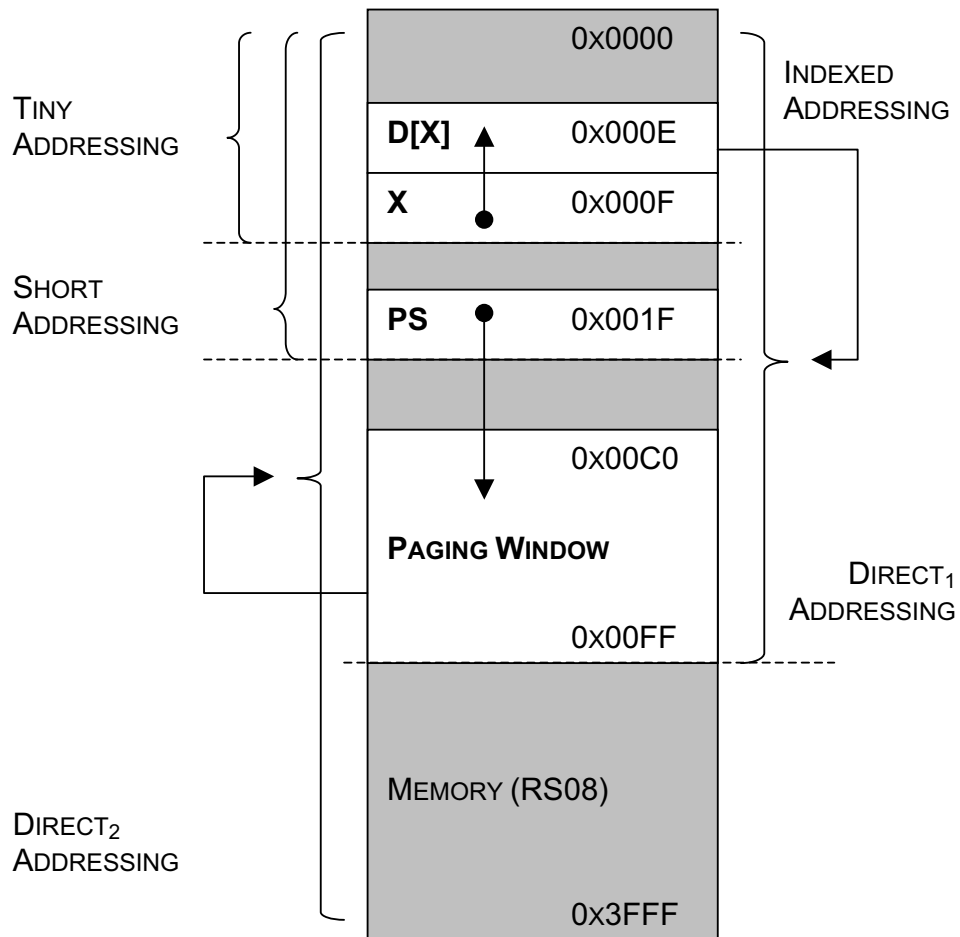 0x0000
INDEXED
ADDRESSING
TINY
ADDRESSING
D[X] 0x000E
X 0x000F
SHORT
ADDRESSING
PS 0x001F
0x00C0
PAGING WINDOW
DIRECT₁
ADDRESSING
0x00FF
MEMORY (RS08)
DIRECT₂
ADDRESSING
0x3FFF